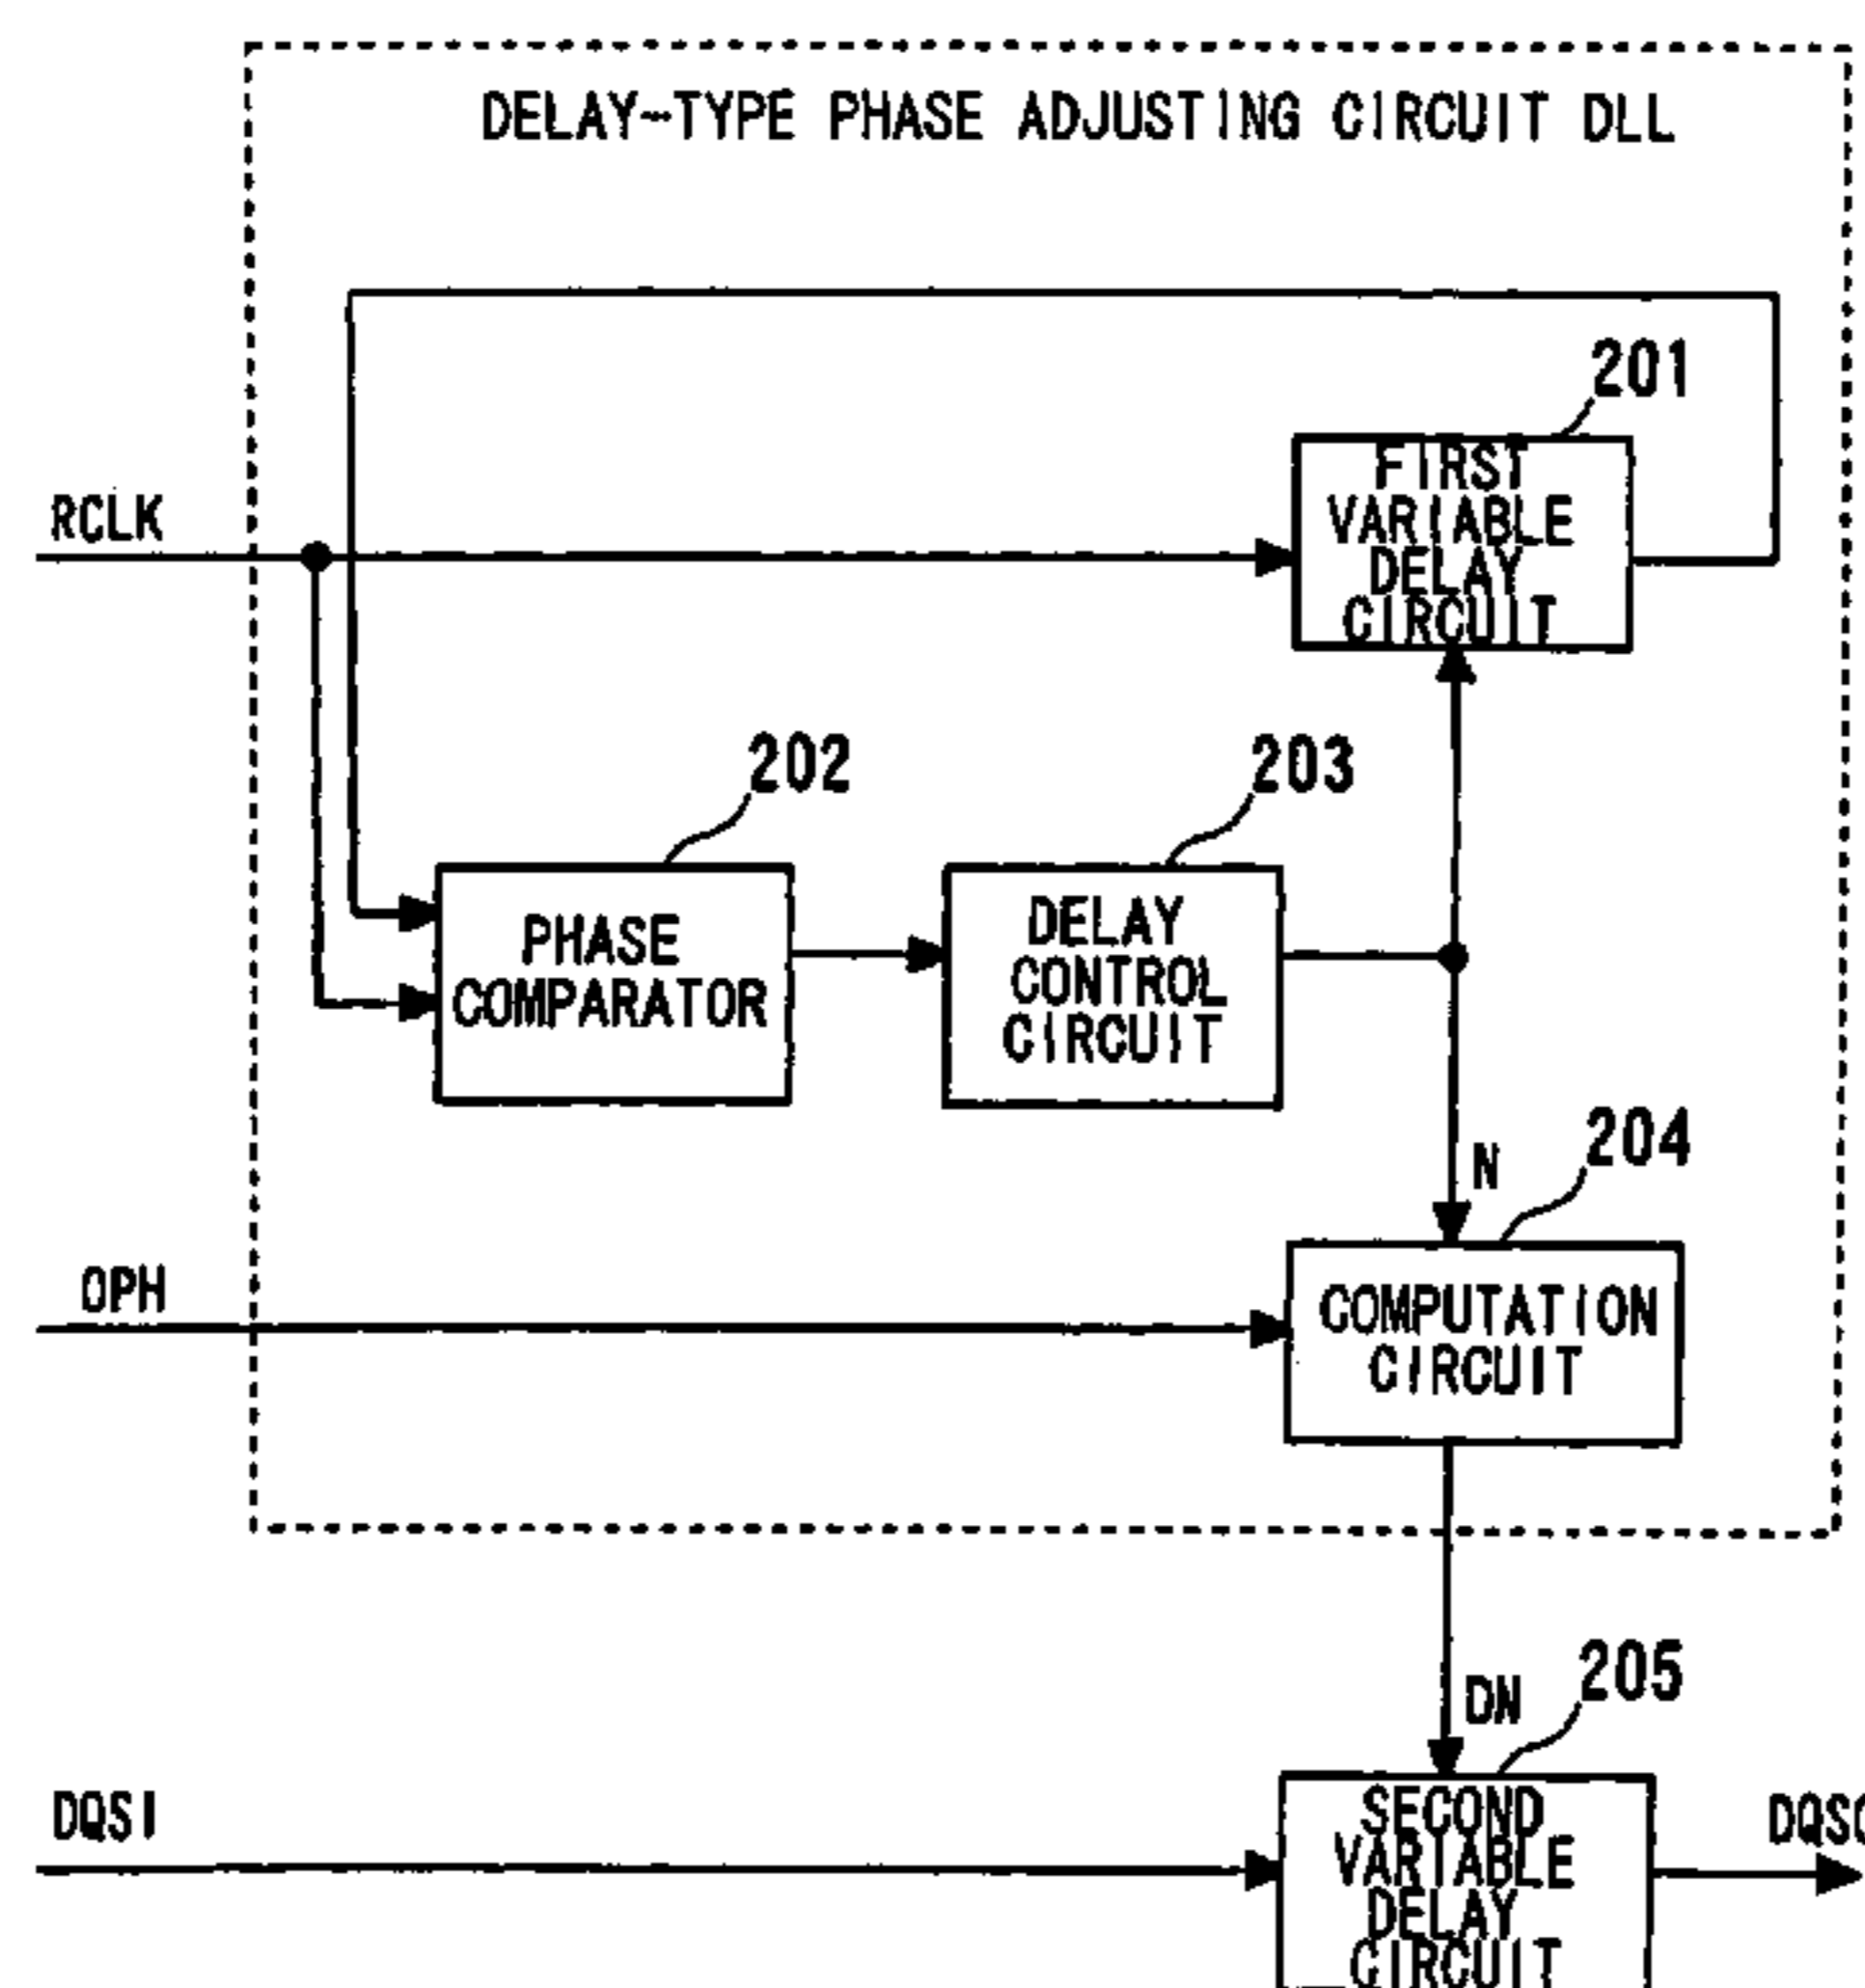 DELAY-TYPE PHASE ADJUSTING CIRCUIT DLL
201
FIRST
VARIABLE
DELAY
CIRCUIT
RCLK
202
203
PHASE
COMPARATOR
DELAY
CONTROL
CIRCUIT
N
204
OPH
COMPUTATION
CIRCUIT
DN
205
DQSI
SECOND
VARIABLE
DELAY
CIRCUIT